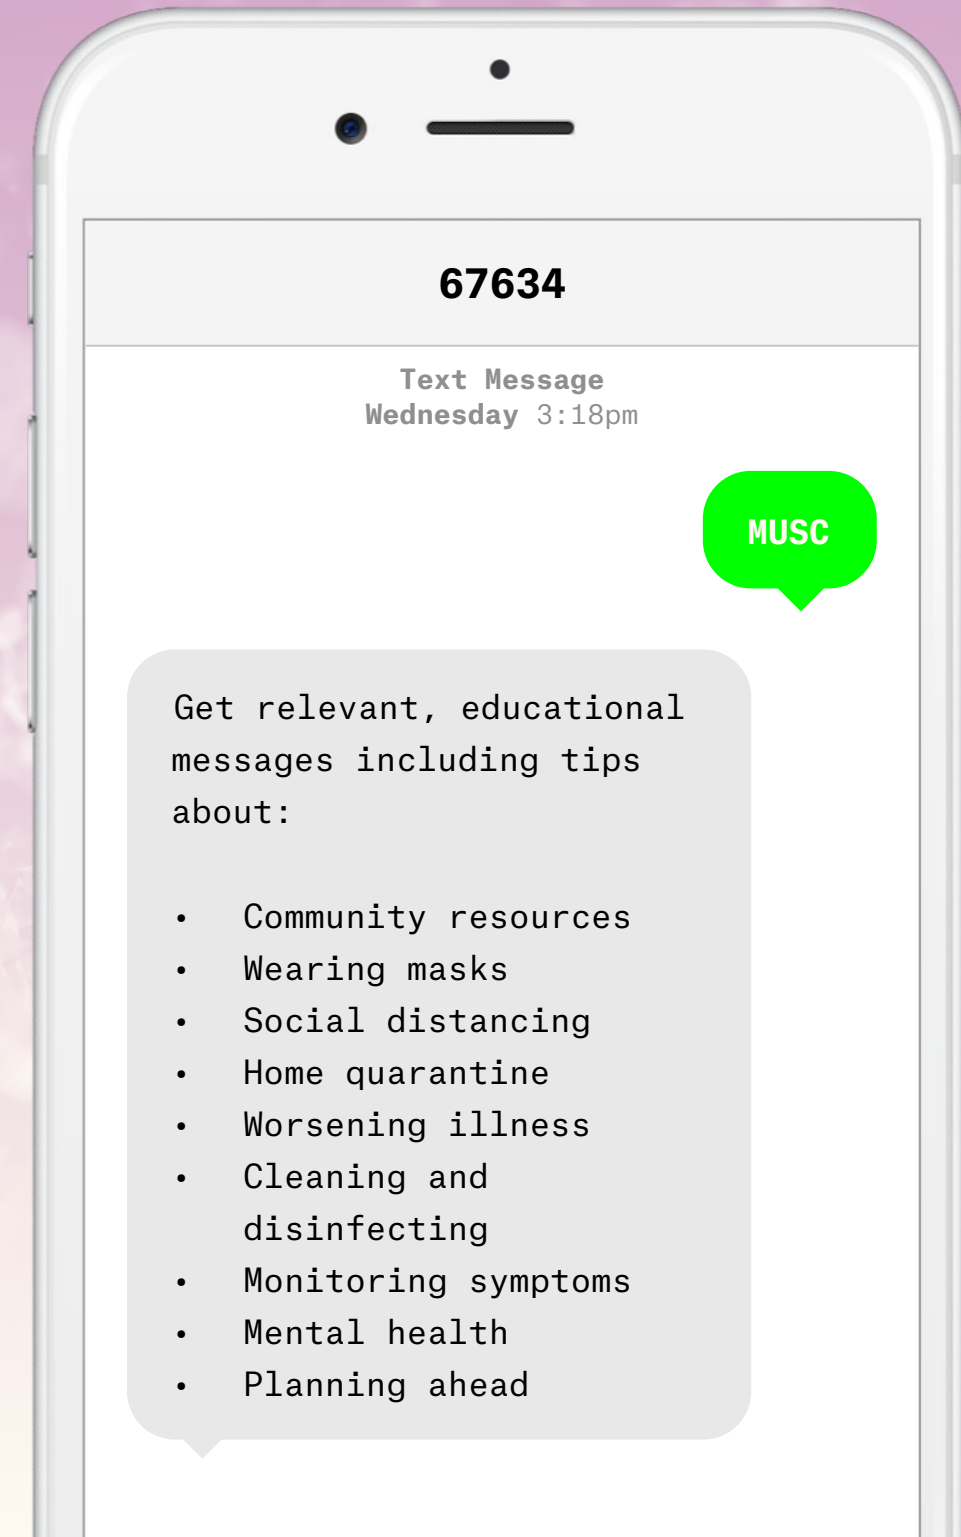 67634
Text Message
Wednesday 3:18pm
MUSC
Get relevant, educational
messages including tips
about:
• Community resources
• Wearing masks
• Social distancing
• Home quarantine
• Worsening illness
• Cleaning and
disinfecting
• Monitoring symptoms
• Mental health
• Planning ahead